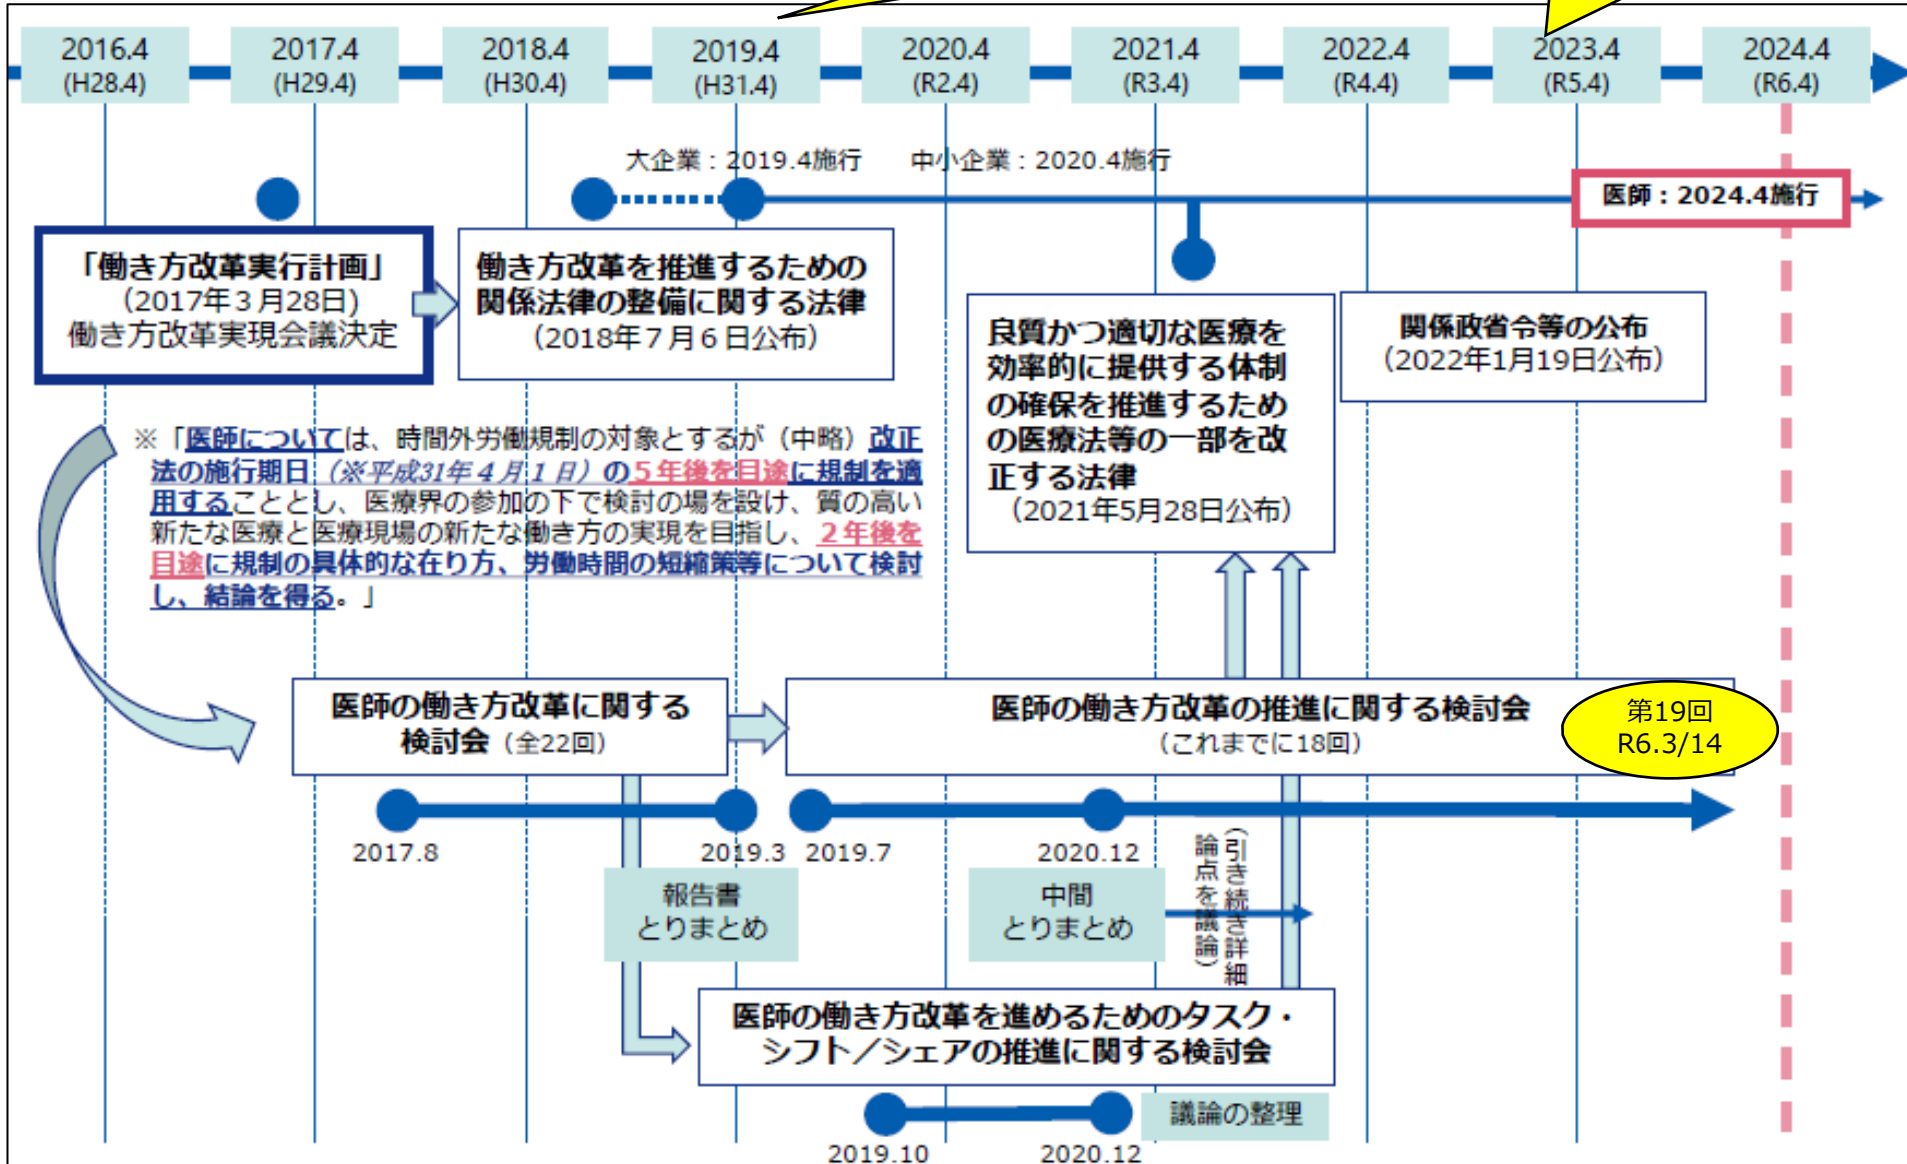 2016.4
(H28.4)
2017.4
(H29.4)
2018.4
(H30.4)
2019.4
(H31.4)
2020.4
(R2.4)
2021.4
(R3.4)
2022.4
(R4.4)
2023.4
(R5.4)
2024.4
(R6.4)
大企業：2019.4施行
中小企業：2020.4施行
医師：2024.4施行
「働き方改革実行計画」
（2017年３月28日)
働き方改革実現会議決定
働き方改革を推進するための
関係法律の整備に関する法律
（2018年７月６日公布）
良質かつ適切な医療を
効率的に提供する体制
の確保を推進するため
の医療法等の一部を改
正する法律
（2021年5月28日公布）
関係政省令等の公布
（2022年1月19日公布）
※「医師については、時間外労働規制の対象とするが（中略）改正
法の施行期日（※平成31年４月１日）の５年後を目途に規制を適
用することとし、医療界の参加の下で検討の場を設け、質の高い
新たな医療と医療現場の新たな働き方の実現を目指し、２年後を
目途に規制の具体的な在り方、労働時間の短縮策等について検討
し、結論を得る。」
医師の働き方改革に関する
検討会（全22回）
医師の働き方改革の推進に関する検討会
（これまでに18回）
第19回
R6.3/14
2017.8
2019.3
2019.7
2020.12
報告書
とりまとめ
中間
とりまとめ
（引き続き詳細
論点を議論）
医師の働き方改革を進めるためのタスク・
シフト／シェアの推進に関する検討会
議論の整理
2019.10
2020.12